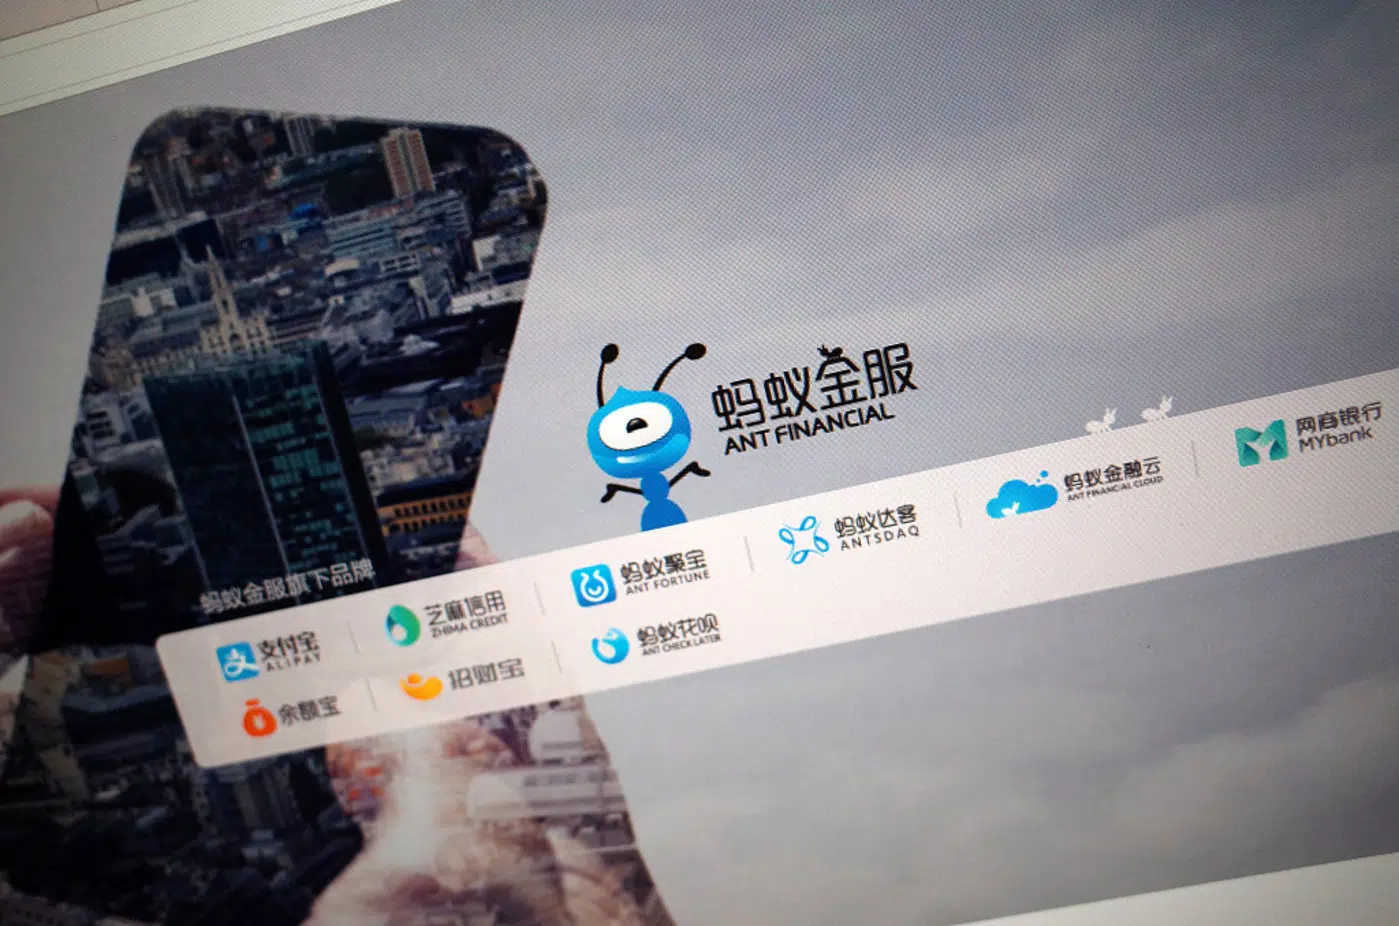 蚂蚁金服
ANT FINANCIAL
蚂蚁金服旗下品牌
支付宝
ALIPAY
芝麻信用
ZHIMA CREDIT
蚂蚁聚宝
ANT FORTUNE
蚂蚁达客
ANTSDAQ
蚂蚁金融云
ANT FINANCIAL CLOUD
网商银行
MYbank
余额宝
招财宝
蚂蚁花呗
ANT CHECK LATER